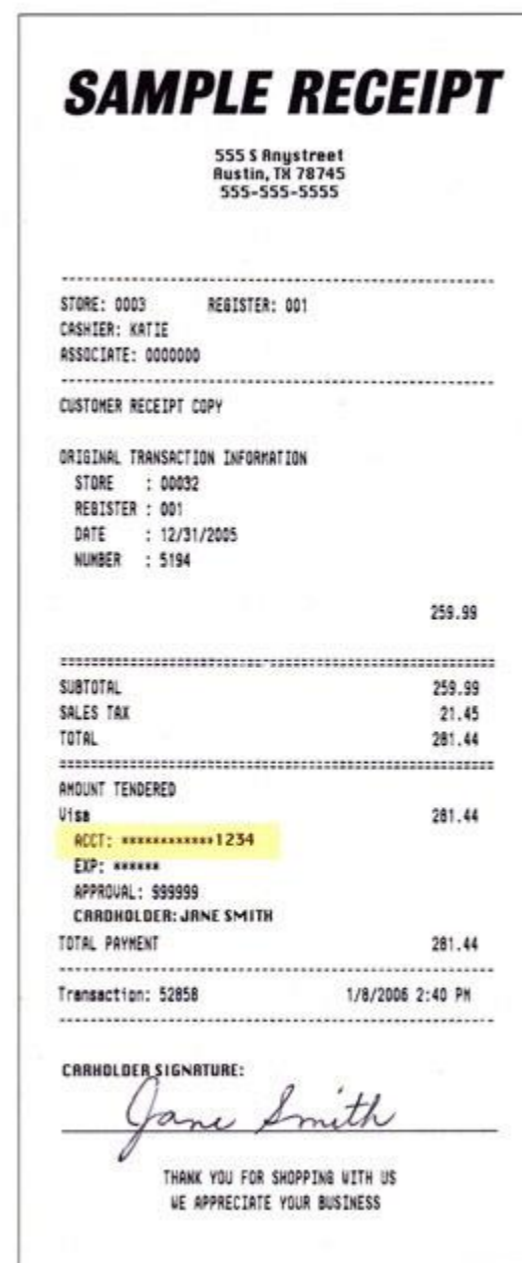 SAMPLE RECEIPT
555 S Anystreet
Austin, TX 78745
555-555-5555
STORE: 0003 REGISTER: 001
CASHIER: KATIE
ASSOCIATE: 0000000
CUSTOMER RECEIPT COPY
ORIGINAL TRANSACTION INFORMATION
STORE : 00032
REGISTER : 001
DATE : 12/31/2005
NUMBER : 5194
259.99
SUBTOTAL 259.99
SALES TAX 21.45
TOTAL 281.44
AMOUNT TENDERED
Visa 281.44
ACCT: ************1234
EXP: ******
APPROVAL: 999999
CARDHOLDER: JANE SMITH
TOTAL PAYMENT 281.44
Transaction: 52858 1/8/2006 2:40 PM
CARHOLDER SIGNATURE:
Jane Smith
THANK YOU FOR SHOPPING WITH US
WE APPRECIATE YOUR BUSINESS